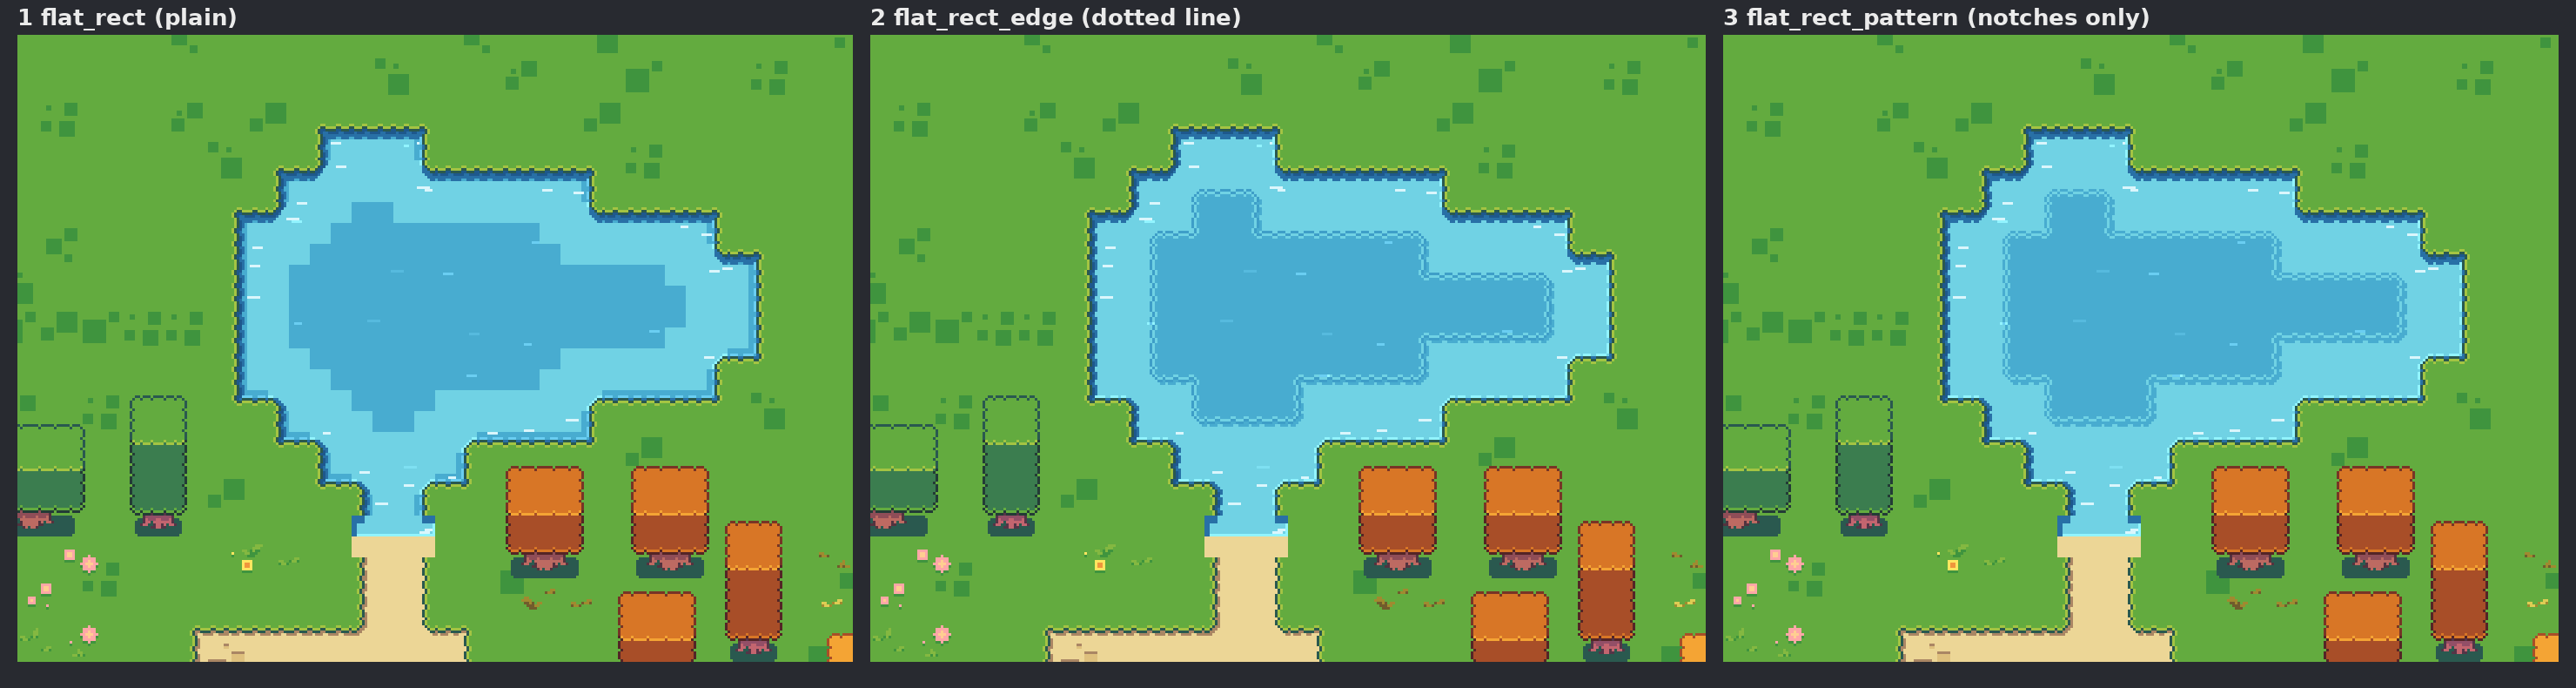 1 flat_rect (plain)
2 flat_rect_edge (dotted line)
3 flat_rect_pattern (notches only)